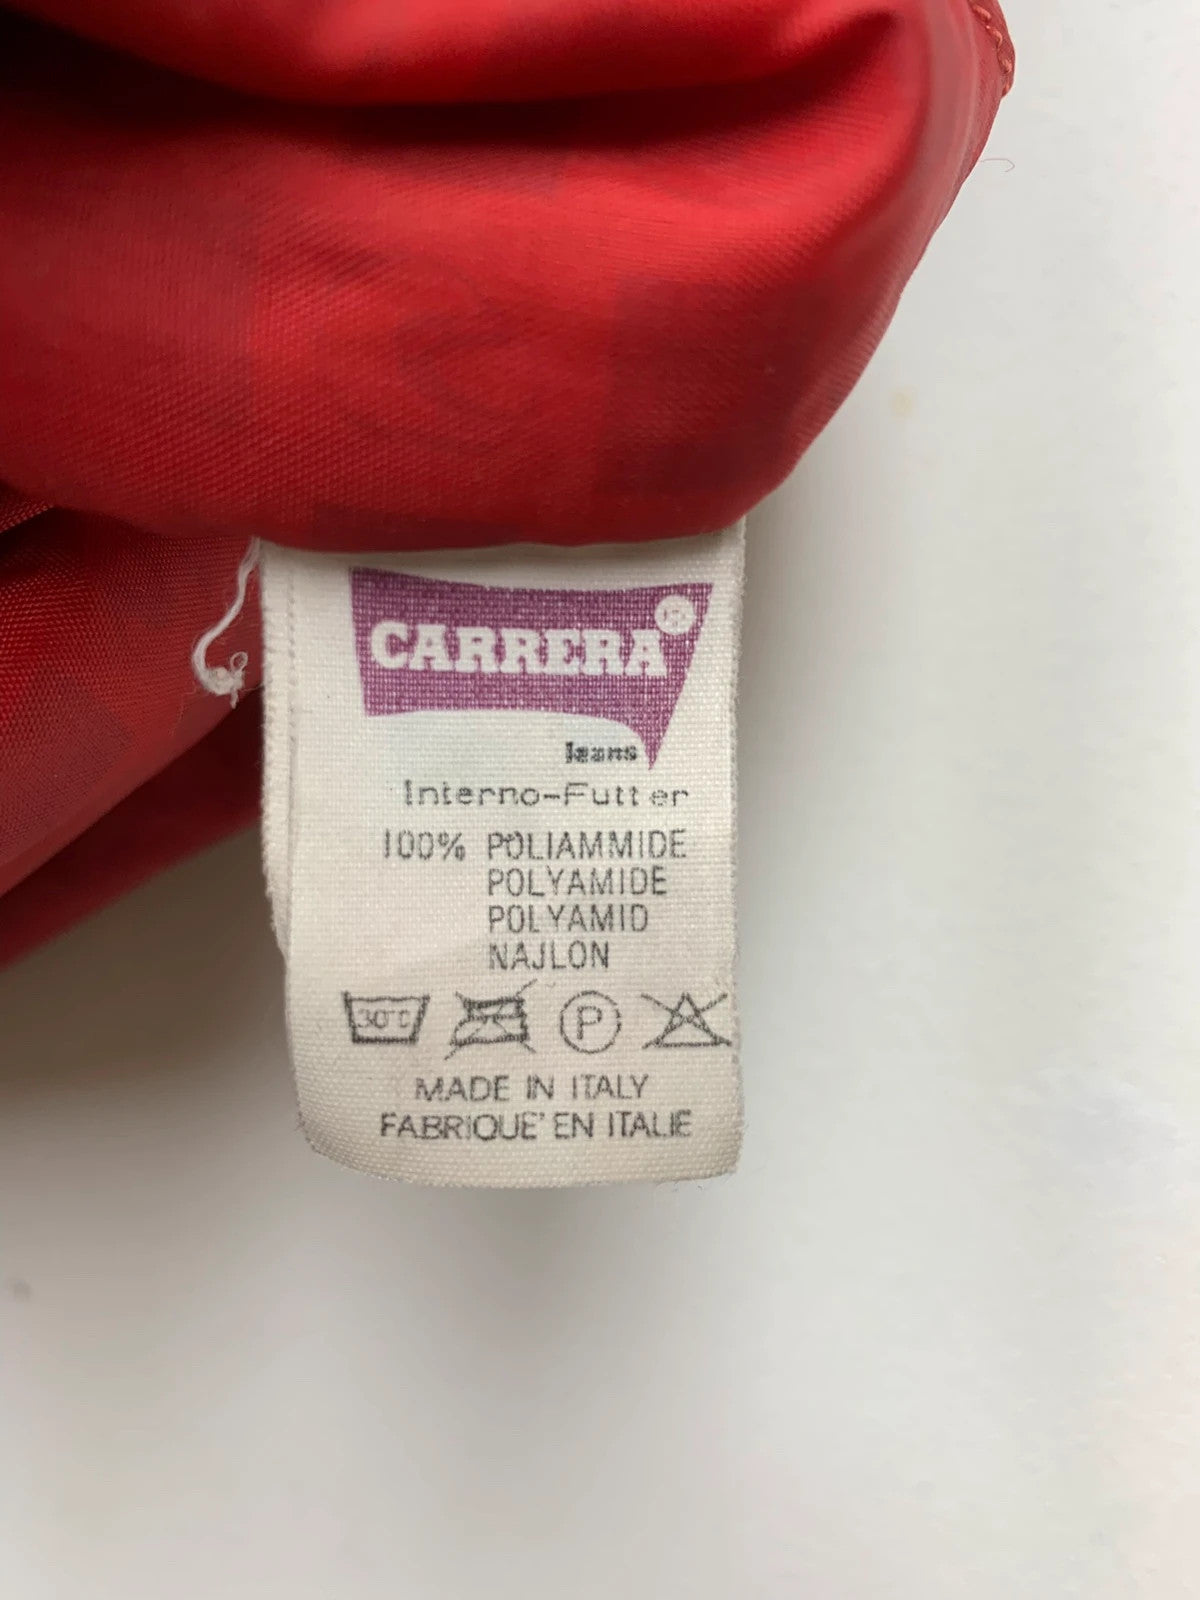 CARRERA®
Jeans
Interno-Futter
100% POLIAMMIDE
POLYAMIDE
POLYAMID
NAJLON
30°C P
MADE IN ITALY
FABRIQUE' EN ITALIE